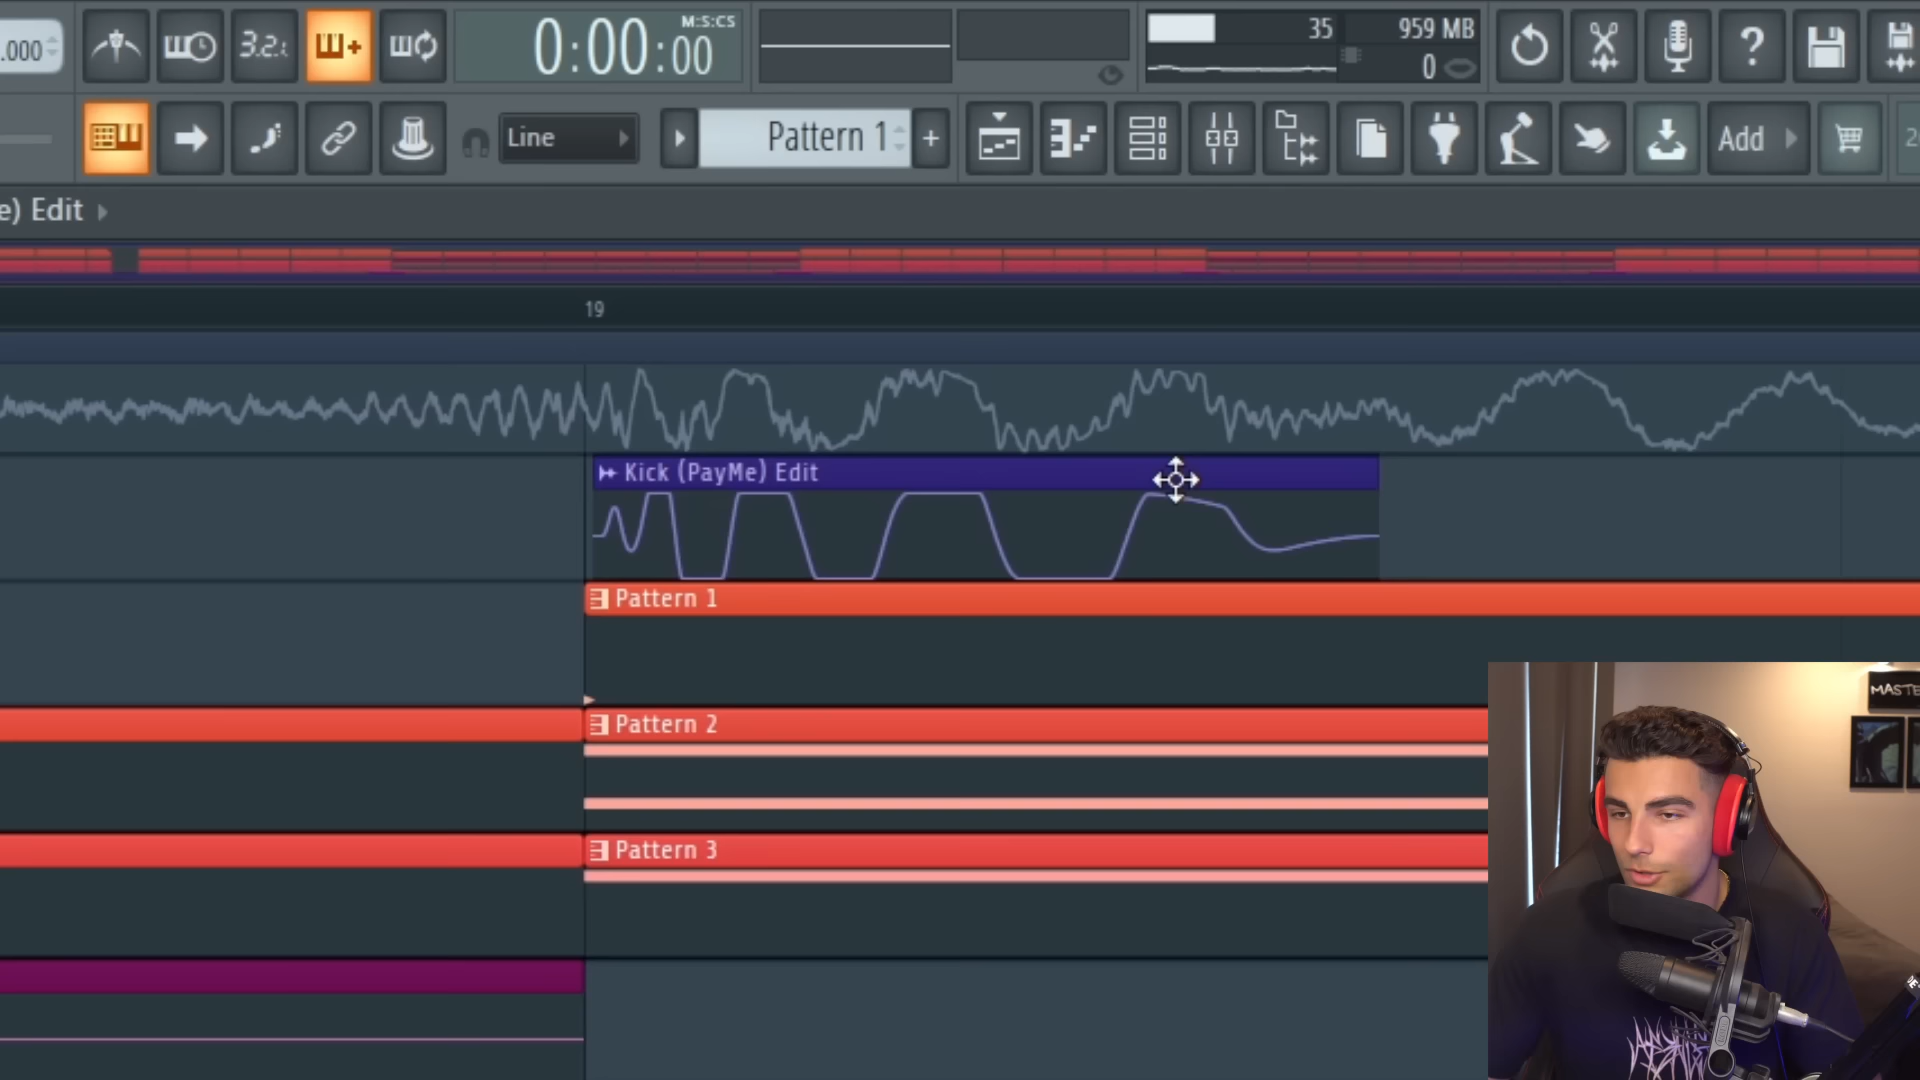 .000
3.2.
0:00:00
M:S:CS
35
959 MB
0
Line
Pattern 1
+
Add
e) Edit
19
Kick (PayMe) Edit
Pattern 1
Pattern 2
Pattern 3
MASTE